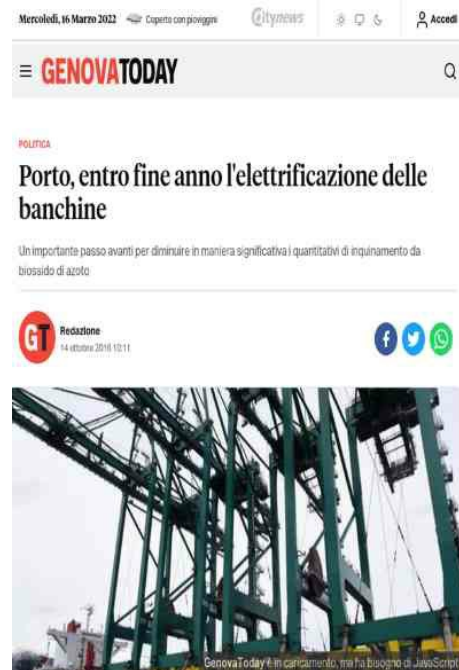 Mercoledì, 16 Marzo 2022 Coperto con pioviggini Citynews Accedi
GENOVATODAY
POLITICA
Porto, entro fine anno l'elettrificazione delle
banchine
Un importante passo avanti per diminuire in maniera significativa i quantitativi di inquinamento da
biossido di azoto
GT Redazione
14 ottobre 2016 12:11
GenovaToday è in caricamento, ma ha bisogno di JavaScript